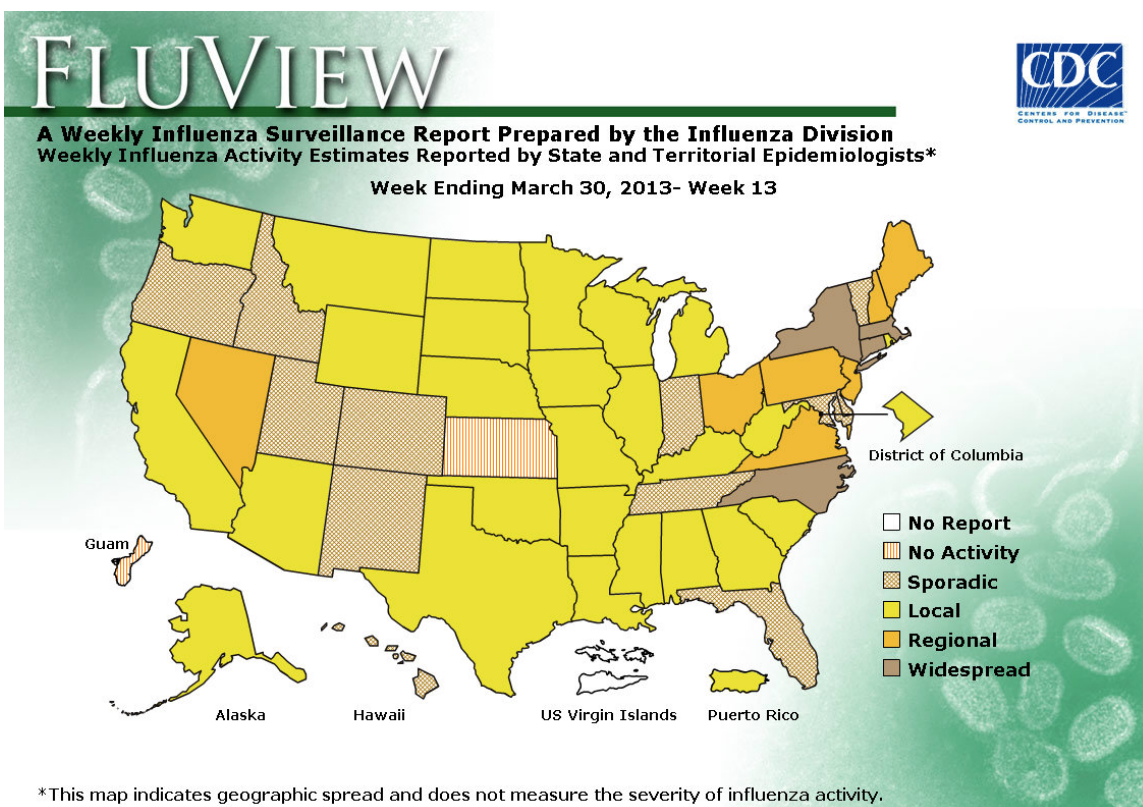 FLUVIEW
CDC
CENTERS FOR DISEASE™
CONTROL AND PREVENTION
A Weekly Influenza Surveillance Report Prepared by the Influenza Division
Weekly Influenza Activity Estimates Reported by State and Territorial Epidemiologists*
Week Ending March 30, 2013- Week 13
District of Columbia
No Report
No Activity
Sporadic
Local
Regional
Widespread
Guam
Alaska
Hawaii
US Virgin Islands
Puerto Rico
*This map indicates geographic spread and does not measure the severity of influenza activity.